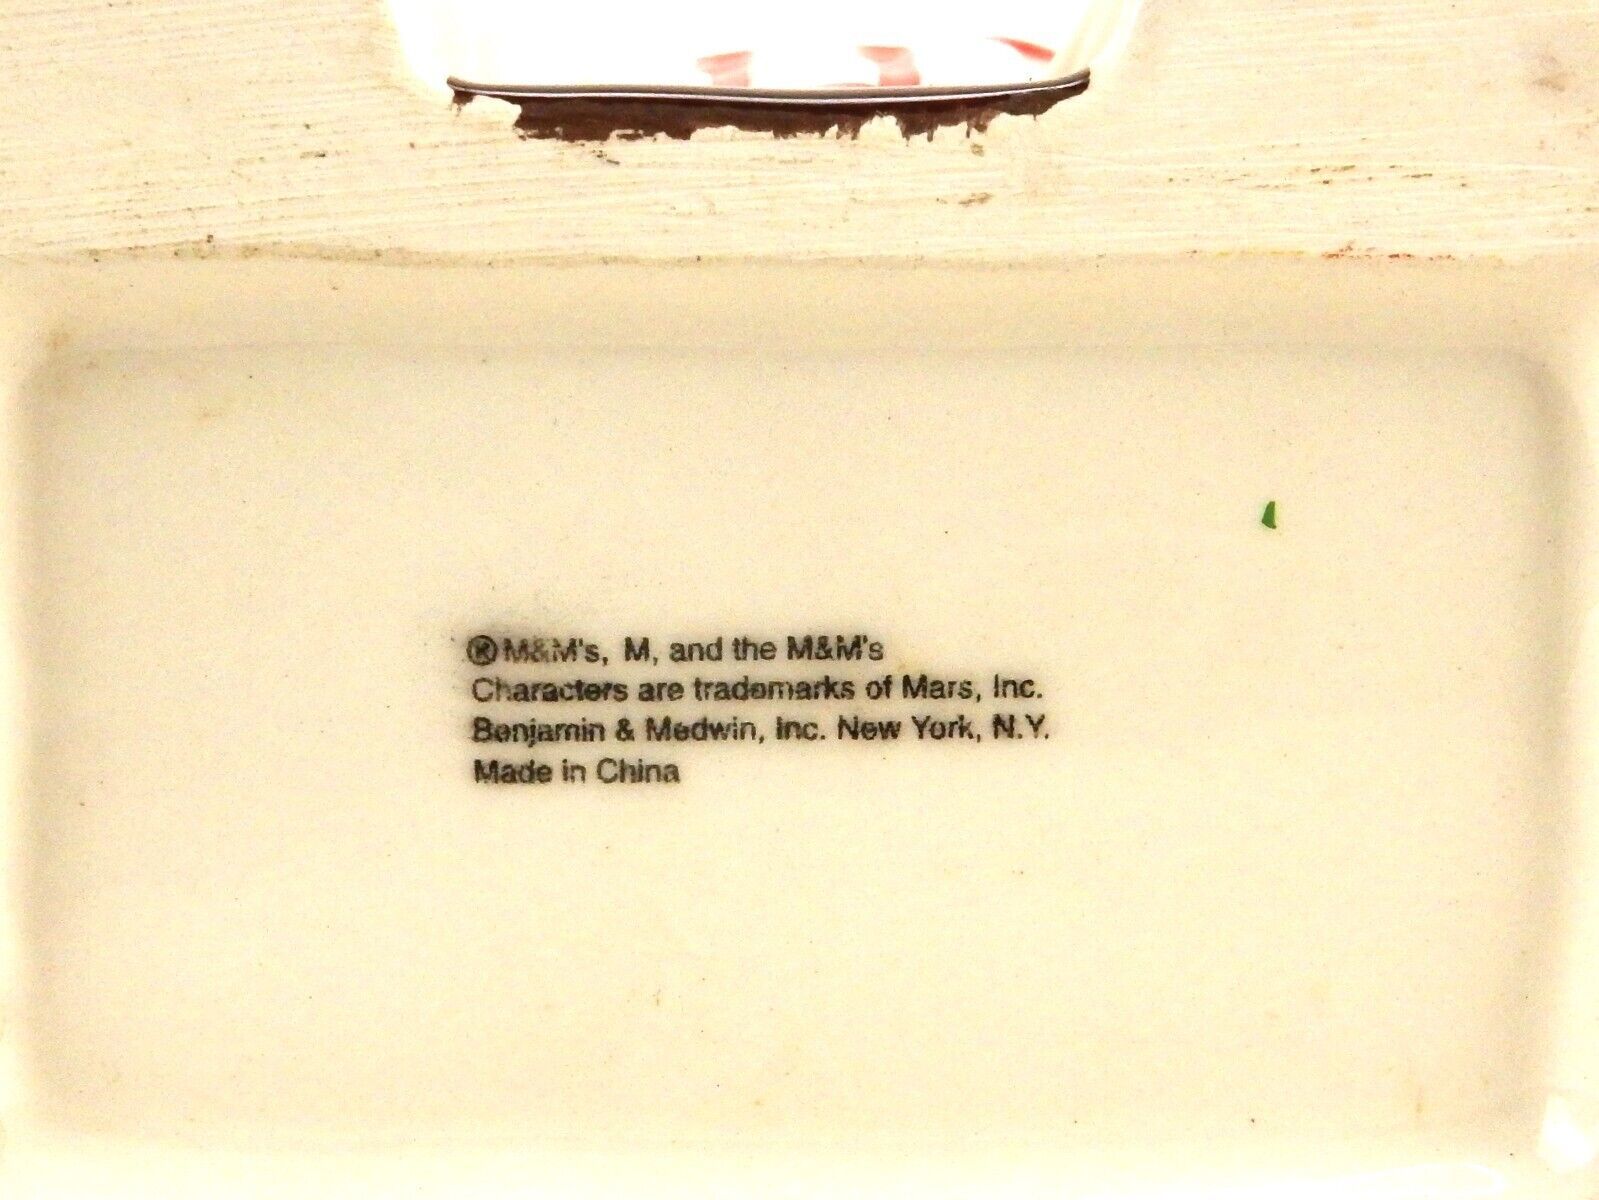 ® M&M's, M, and the M&M's
Characters are trademarks of Mars, Inc.
Benjamin & Medwin, Inc. New York, N.Y.
Made in China